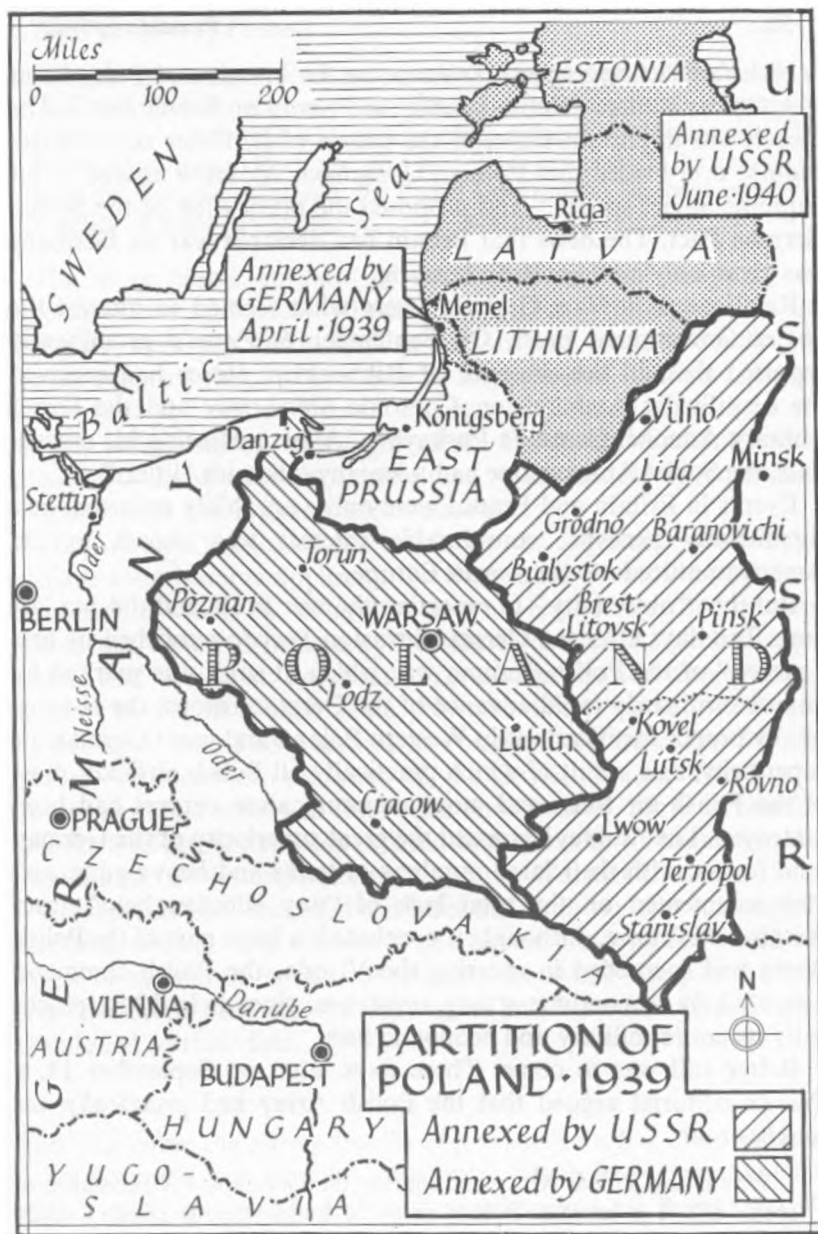 Miles
0 100 200
ESTONIA
U
Annexed
by USSR
June·1940
SWEDEN
Sea
Riga
LATVIA
Annexed by
GERMANY
April·1939
Memel
LITHUANIA
S
Baltic
Königsberg
Vilno
Danzig
EAST
PRUSSIA
Lida
Minsk
Stettin
Oder
Grodno
Baranovichi
Torun
Bialystok
BERLIN
Pòznan
WARSAW
Brest
Litovsk
Pinsk
S
POLAND
Lodz
Neisse
Oder
Lublin
Kovel
Lutsk
Rovno
PRAGUE
Cracow
Lwow
R
CZECHOSLOVAKIA
Ternopol
Stanislav
GERMANY
N
VIENNA
Danube
AUSTRIA
BUDAPEST
PARTITION OF
POLAND·1939
HUNGARY
Annexed by USSR
Annexed by GERMANY
YUGO-
SLAVIA